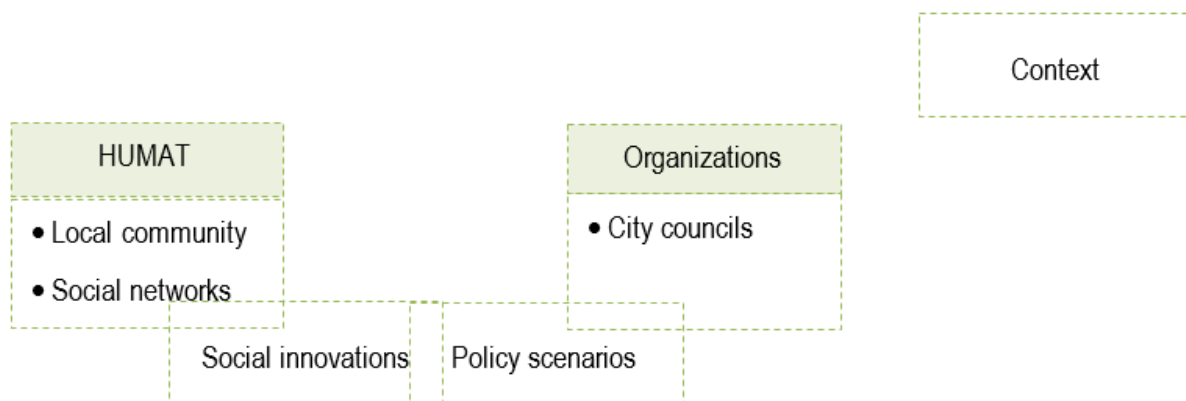 Context
HUMAT
Organizations
• Local community
• City councils
• Social networks
Social innovations
Policy scenarios